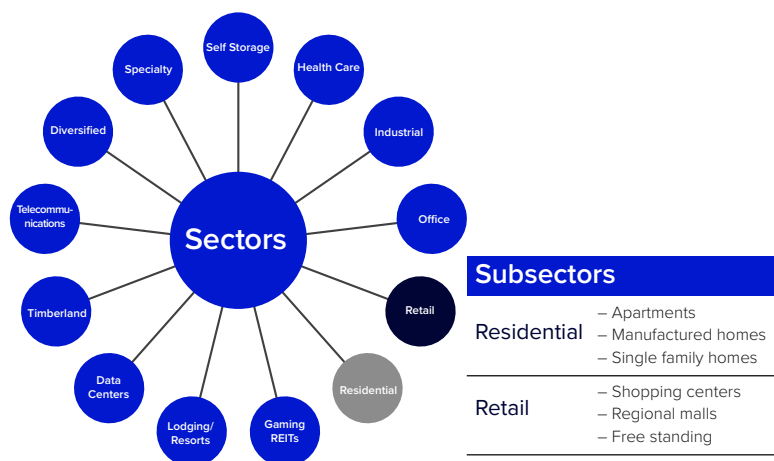 Self Storage
Health Care
Industrial
Office
Retail
Residential
Gaming
REITs
Lodging/
Resorts
Data
Centers
Timberland
Telecommu-
nications
Diversified
Specialty
Sectors
Subsectors
Residential
– Apartments
– Manufactured homes
– Single family homes
Retail
– Shopping centers
– Regional malls
– Free standing